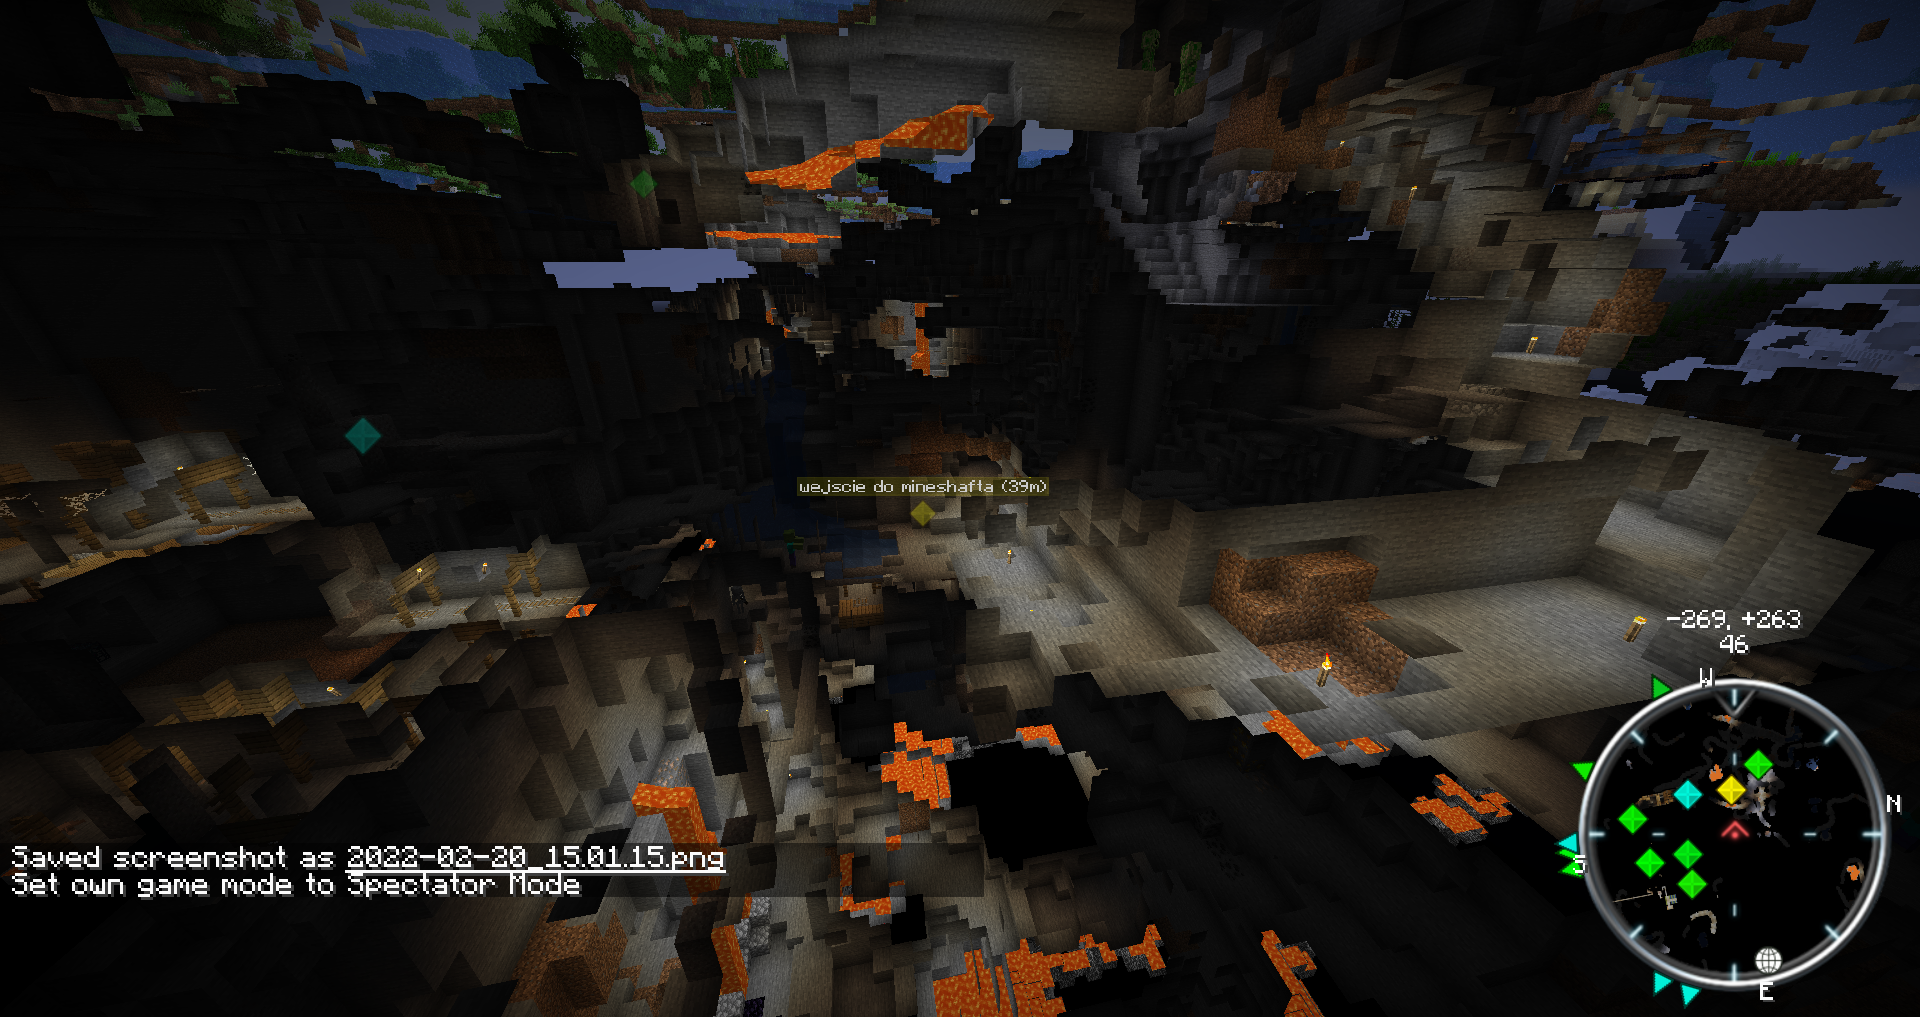 wejscie do mineshafta (39m)
-269, +263
46
W
N
S
E
Saved screenshot as 2022-02-20_15.01.15.png
Set own game mode to Spectator Mode